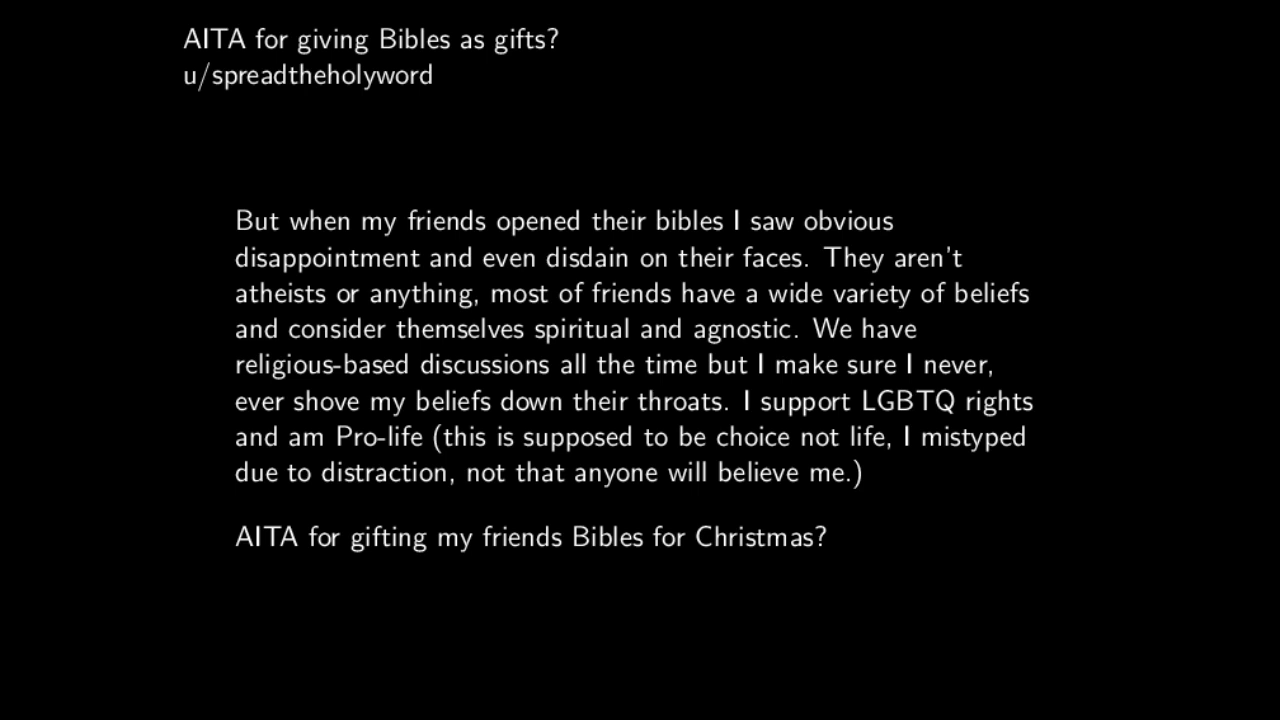 AITA for giving Bibles as gifts?
u/spreadtheholyword
But when my friends opened their bibles I saw obvious
disappointment and even disdain on their faces. They aren't
atheists or anything, most of friends have a wide variety of beliefs
and consider themselves spiritual and agnostic. We have
religious-based discussions all the time but I make sure I never,
ever shove my beliefs down their throats. I support LGBTQ rights
and am Pro-life (this is supposed to be choice not life, I mistyped
due to distraction, not that anyone will believe me.)
AITA for gifting my friends Bibles for Christmas?